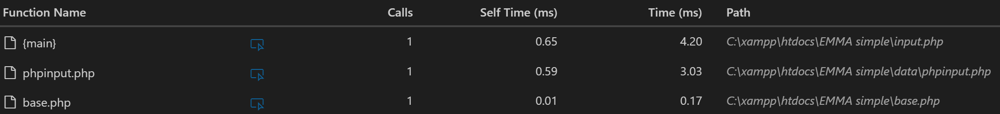 Function Name Calls Self Time (ms) Time (ms) Path
{main} 1 0.65 4.20 C:\xampp\htdocs\EMMA simple\input.php
phpinput.php 1 0.59 3.03 C:\xampp\htdocs\EMMA simple\data\phpinput.php
base.php 1 0.01 0.17 C:\xampp\htdocs\EMMA simple\base.php